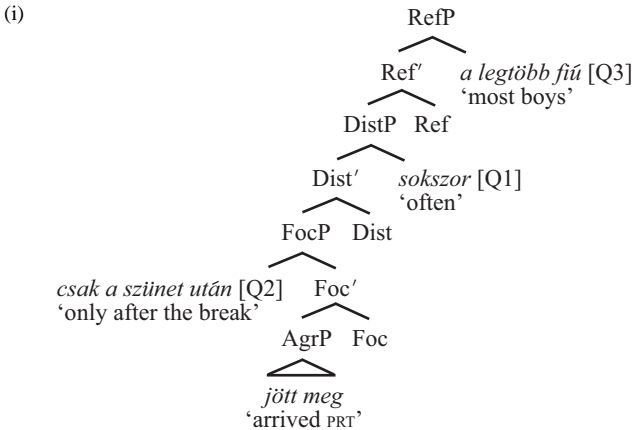 (i)
RefP
Ref′ a legtöbb fiú [Q3]
‘most boys’
DistP Ref
Dist′ sokszor [Q1]
‘often’
FocP Dist
csak a szünet után [Q2] Foc′
‘only after the break’
AgrP Foc
jött meg
‘arrived PRT’